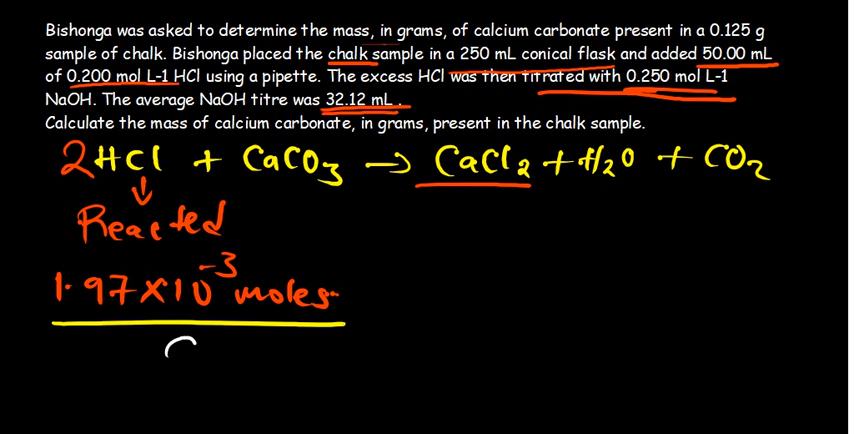 Bishonga was asked to determine the mass, in grams, of calcium carbonate present in a 0.125 g
sample of chalk. Bishonga placed the chalk sample in a 250 mL conical flask and added 50.00 mL
of 0.200 mol L-1 HCl using a pipette. The excess HCl was then titrated with 0.250 mol L-1
NaOH. The average NaOH titre was 32.12 mL .
Calculate the mass of calcium carbonate, in grams, present in the chalk sample.
2HCl + CaCO3 → CaCl2 + H2O + CO2
Reacted
1.97×10⁻³ moles.